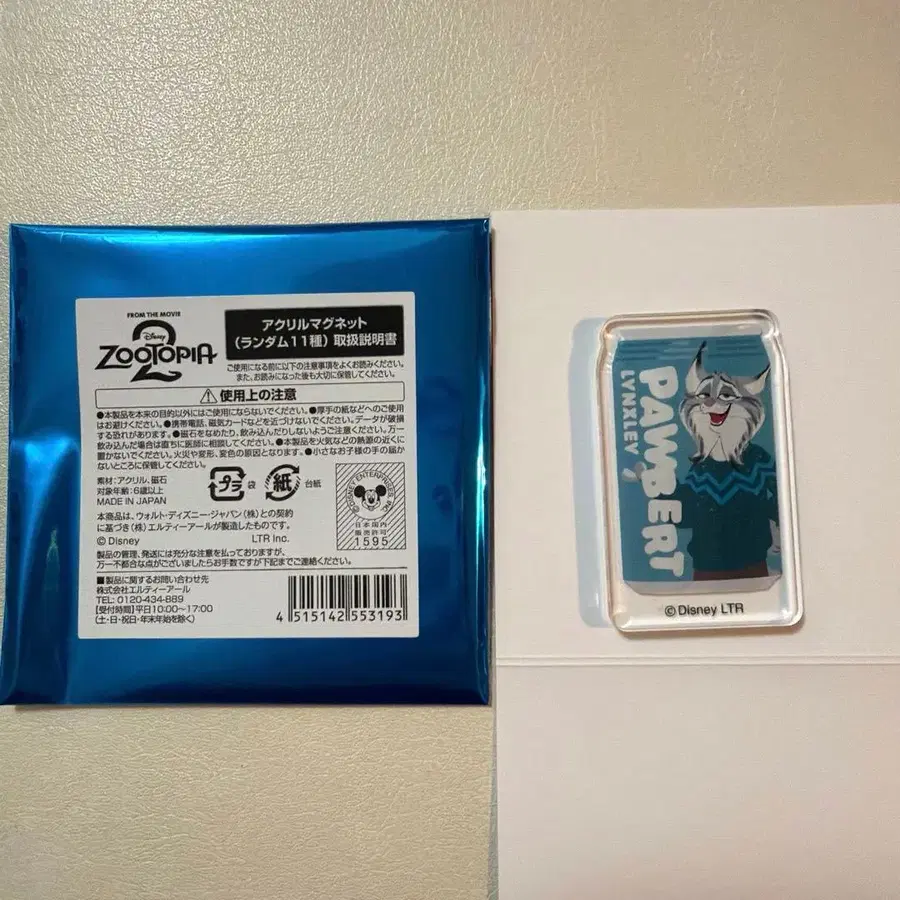 FROM THE MOVIE
Disney
ZOOTOPIA
2
アクリルマグネット
(ランダム11種)取扱説明書
ご使用になる前に以下の注意事項をよくお読みください。
また、お読みになった後も大切に保管してください。
使用上の注意
●本製品を本来の目的以外にはご使用にならないでください。●厚手の紙などへのご使用
はお避けください。●携帯電話、磁気カードなどを近づけないでください。データが破損
する恐れがあります。●磁石をなめたり、飲み込んだりしないようご注意ください。万一
飲み込んだ場合は直ちに医師に相談してください。●本製品を火気などの熱源の近くに
置かないでください。火災や変形、変色の原因となります。●小さなお子様の手の届か
ないところに保管してください。
素材:アクリル、磁石
対象年齢:6歳以上
MADE IN JAPAN
プラ 袋
紙 台紙
本商品は、ウォルト・ディズニー・ジャパン(株)との契約
に基づき(株)エルティーアールが製造したものです。
© Disney LTR Inc.
DISNEY ENTERPRISES INC.
日本国内
販売許可
1595
製品の管理、発送には充分な注意を払っておりますが、
万一不都合な点がございましたらお手数ですが下記までご連絡ください。
■製品に関するお問い合わせ先
株式会社エルティーアール
TEL: 0120-434-889
【受付時間】平日10:00〜17:00
(土・日・祝日・年末年始を除く)
4 515142 553193
PAWBERT
LYNXLEY
© Disney LTR